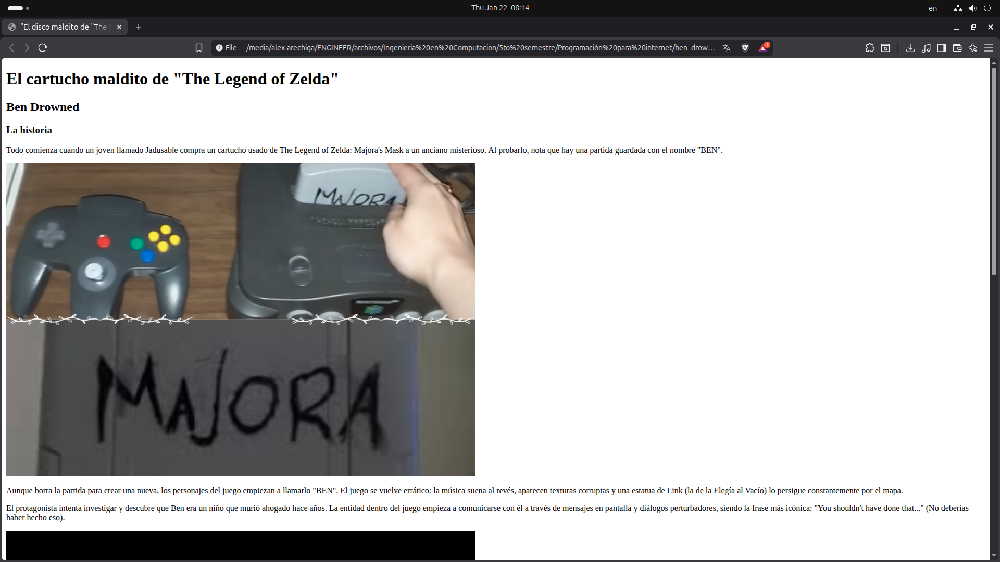 Thu Jan 22 08:14
en
"El disco maldito de "The
File /media/alex-arechiga/ENGINEER/archivos/Ingenieria%20en%20Computacion/5to%20semestre/Programación%20para%20internet/ben_drow...
1
El cartucho maldito de "The Legend of Zelda"
Ben Drowned
La historia
Todo comienza cuando un joven llamado Jadusable compra un cartucho usado de The Legend of Zelda: Majora's Mask a un anciano misterioso. Al probarlo, nota que hay una partida guardada con el nombre "BEN".
MAJORA
MAJORA
Aunque borra la partida para crear una nueva, los personajes del juego empiezan a llamarlo "BEN". El juego se vuelve errático: la música suena al revés, aparecen texturas corruptas y una estatua de Link (la de la Elegía al Vacío) lo persigue constantemente por el mapa.
El protagonista intenta investigar y descubre que Ben era un niño que murió ahogado hace años. La entidad dentro del juego empieza a comunicarse con él a través de mensajes en pantalla y diálogos perturbadores, siendo la frase más icónica: "You shouldn't have done that..." (No deberías
haber hecho eso).